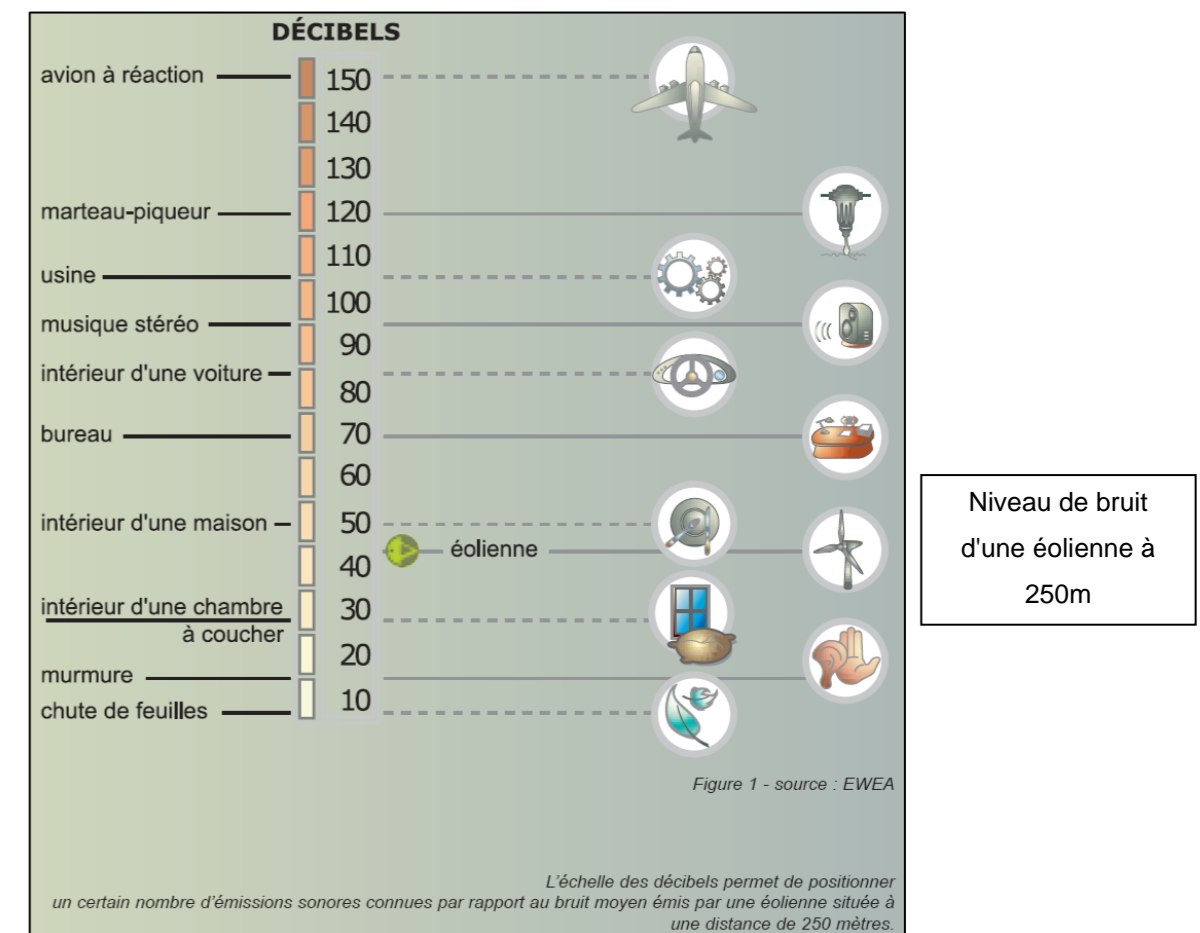 DÉCIBELS
avion à réaction 150
140
130
marteau-piqueur 120
110
usine
100
musique stéréo
90
intérieur d'une voiture
80
bureau 70
60
intérieur d'une maison 50
éolienne
40
intérieur d'une chambre 30
à coucher
20
murmure
10
chute de feuilles
Figure 1 - source : EWEA
L'échelle des décibels permet de positionner
un certain nombre d'émissions sonores connues par rapport au bruit moyen émis par une éolienne située à
une distance de 250 mètres.
Niveau de bruit
d'une éolienne à
250m